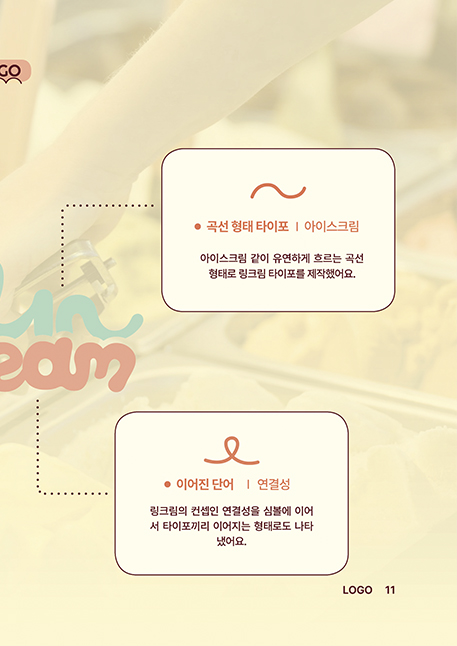 GO
• 곡선 형태 타이포 | 아이스크림
아이스크림 같이 유연하게 흐르는 곡선
형태로 링크림 타이포를 제작했어요.
eam
• 이어진 단어 | 연결성
링크림의 컨셉인 연결성을 심볼에 이어
서 타이포끼리 이어지는 형태로도 나타
냈어요.
LOGO 11